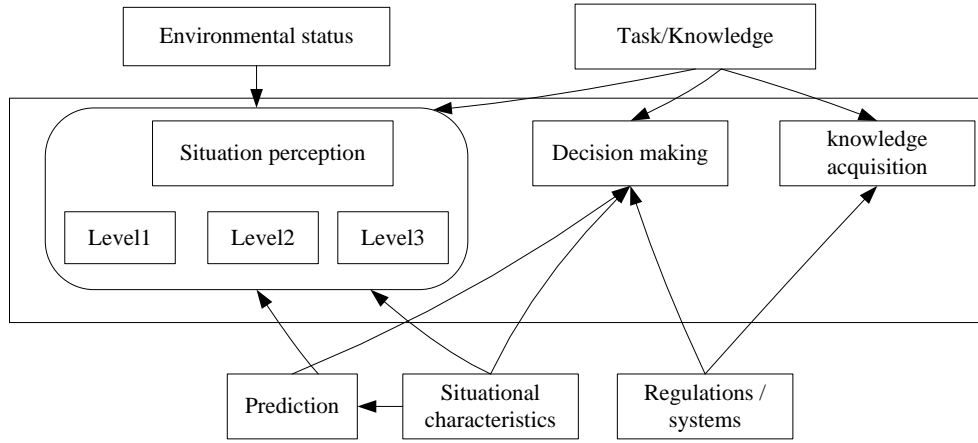 Environmental status
Task/Knowledge
Situation perception
Decision making
knowledge
acquisition
Level1
Level2
Level3
Prediction
Situational
characteristics
Regulations /
systems